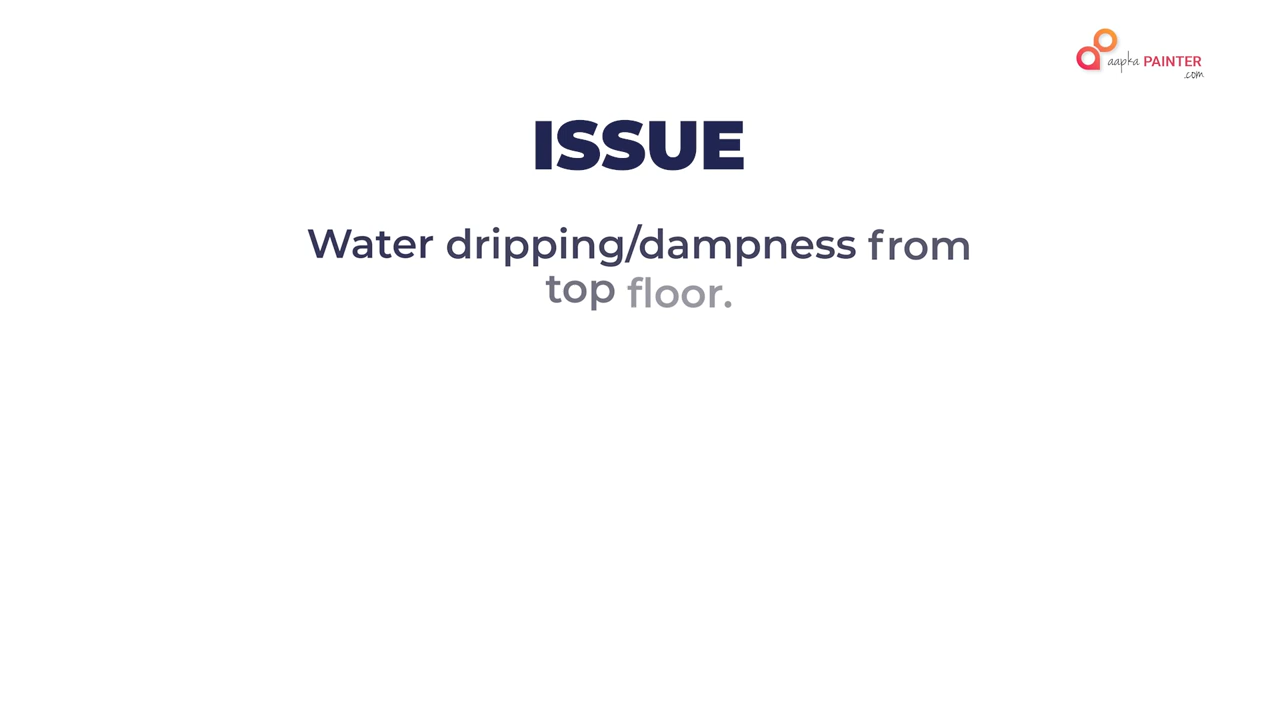 aapka PAINTER
.com
ISSUE
Water dripping/dampness from
top floor.